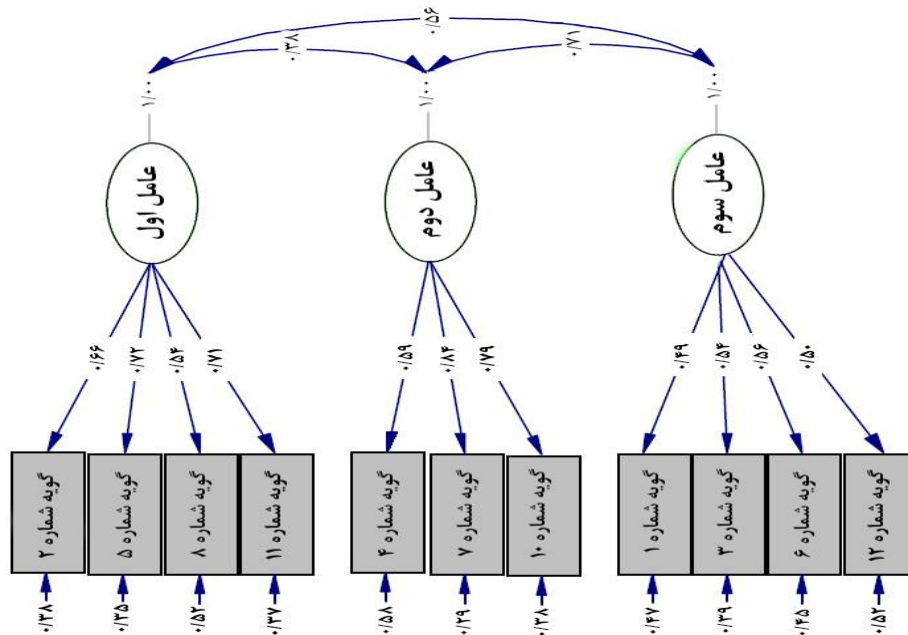 ۰/۵۶
۰/۳۸
۰/۷۱
۱/۰۰
۱/۰۰
۱/۰۰
عامل اول
عامل دوم
عامل سوم
۰/۶۶
۰/۷۲
۰/۵۴
۰/۷۱
۰/۵۹
۰/۸۴
۰/۷۹
۰/۴۹
۰/۵۴
۰/۵۶
۰/۵۰
گویه شماره ۲
گویه شماره ۵
گویه شماره ۸
گویه شماره ۱۱
گویه شماره ۴
گویه شماره ۷
گویه شماره ۱۰
گویه شماره ۱
گویه شماره ۳
گویه شماره ۶
گویه شماره ۱۲
۰/۳۸
۰/۳۵
۰/۵۲
۰/۳۷
۰/۵۸
۰/۲۹
۰/۳۸
۰/۴۷
۰/۳۹
۰/۴۵
۰/۵۲